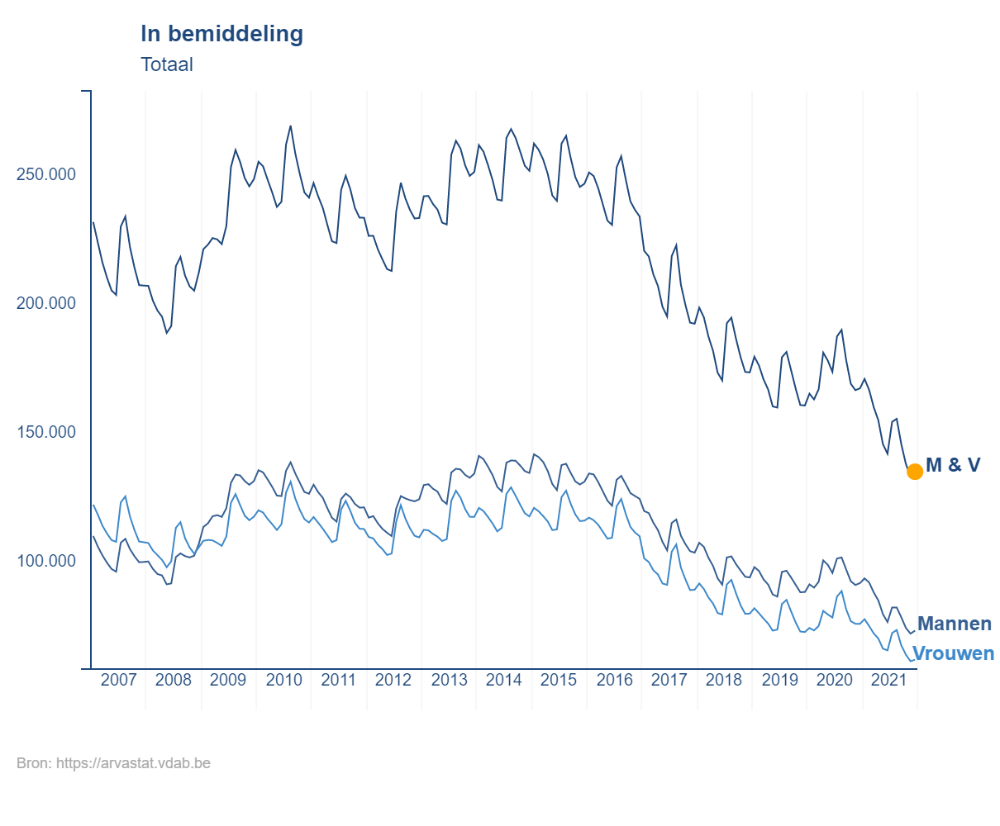 In bemiddeling
Totaal
250.000
200.000
150.000
100.000
M & V
Mannen
Vrouwen
2007 2008 2009 2010 2011 2012 2013 2014 2015 2016 2017 2018 2019 2020 2021
Bron: https://arvastat.vdab.be